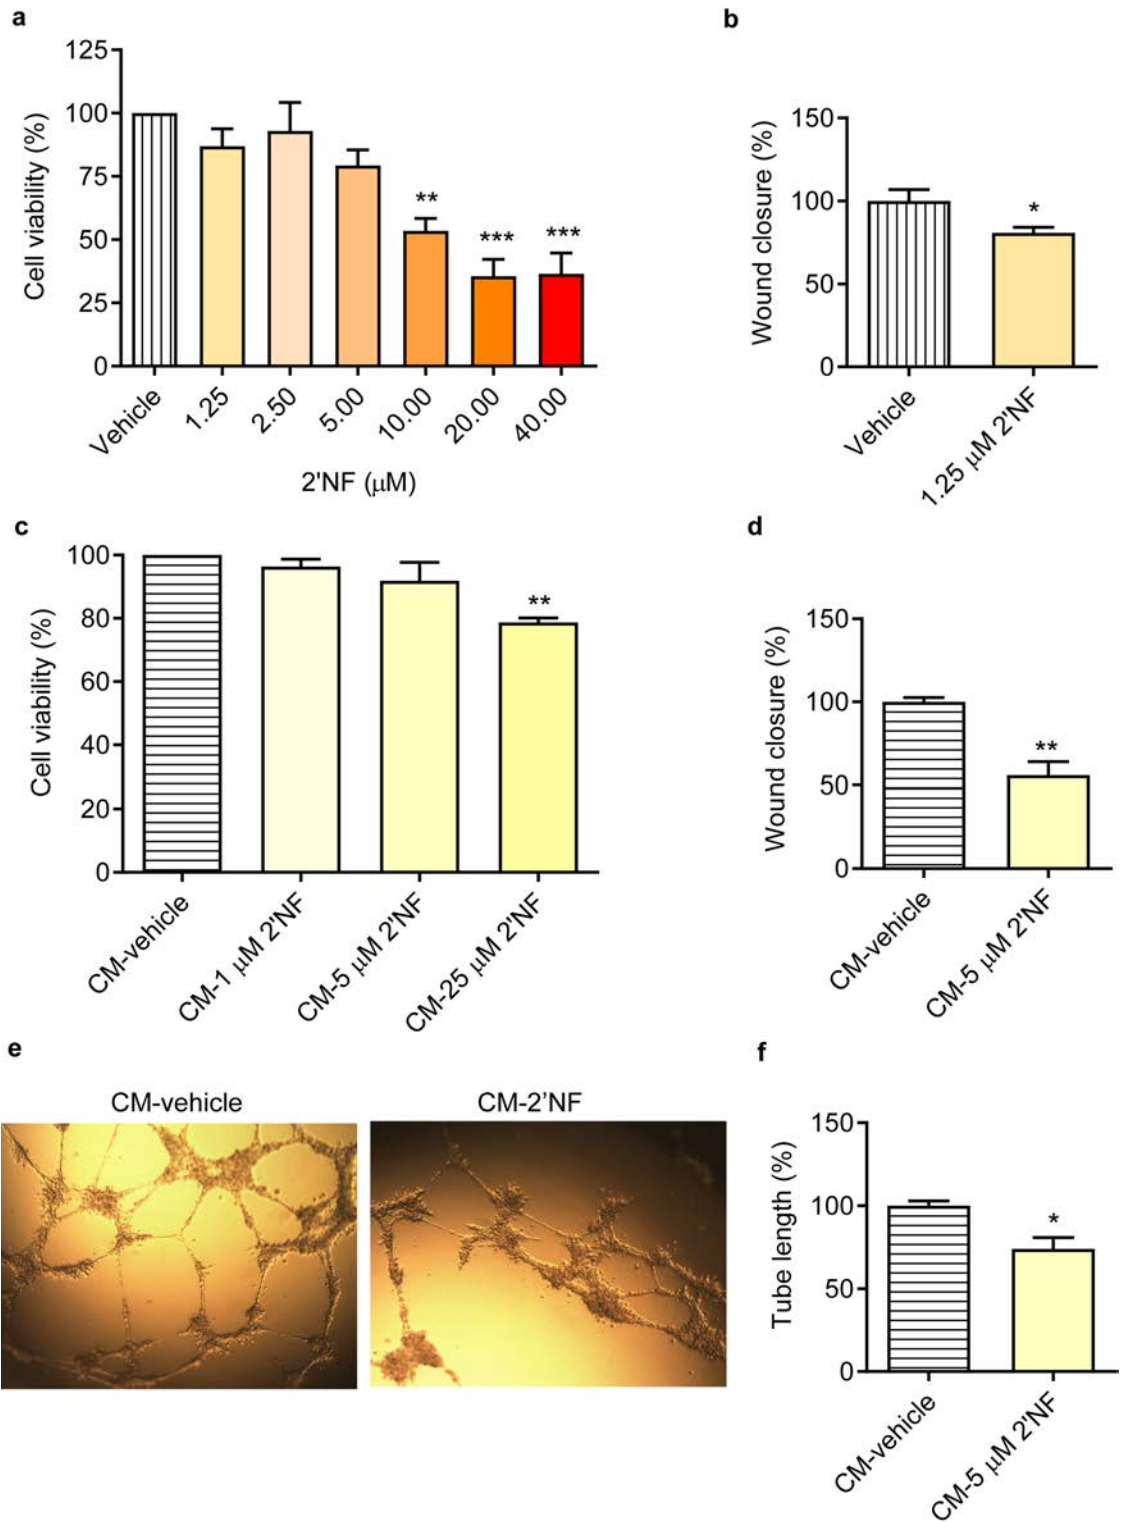 a
Cell viability (%)
125
100
75
50
25
0
**
***
***
Vehicle
1.25
2.50
5.00
10.00
20.00
40.00
2'NF (μM)
b
Wound closure (%)
150
100
50
0
*
Vehicle
1.25 μM 2'NF
c
Cell viability (%)
100
80
60
40
20
0
**
CM-vehicle
CM-1 μM 2'NF
CM-5 μM 2'NF
CM-25 μM 2'NF
d
Wound closure (%)
150
100
50
0
**
CM-vehicle
CM-5 μM 2'NF
e
CM-vehicle
CM-2’NF
f
Tube length (%)
150
100
50
0
*
CM-vehicle
CM-5 μM 2'NF